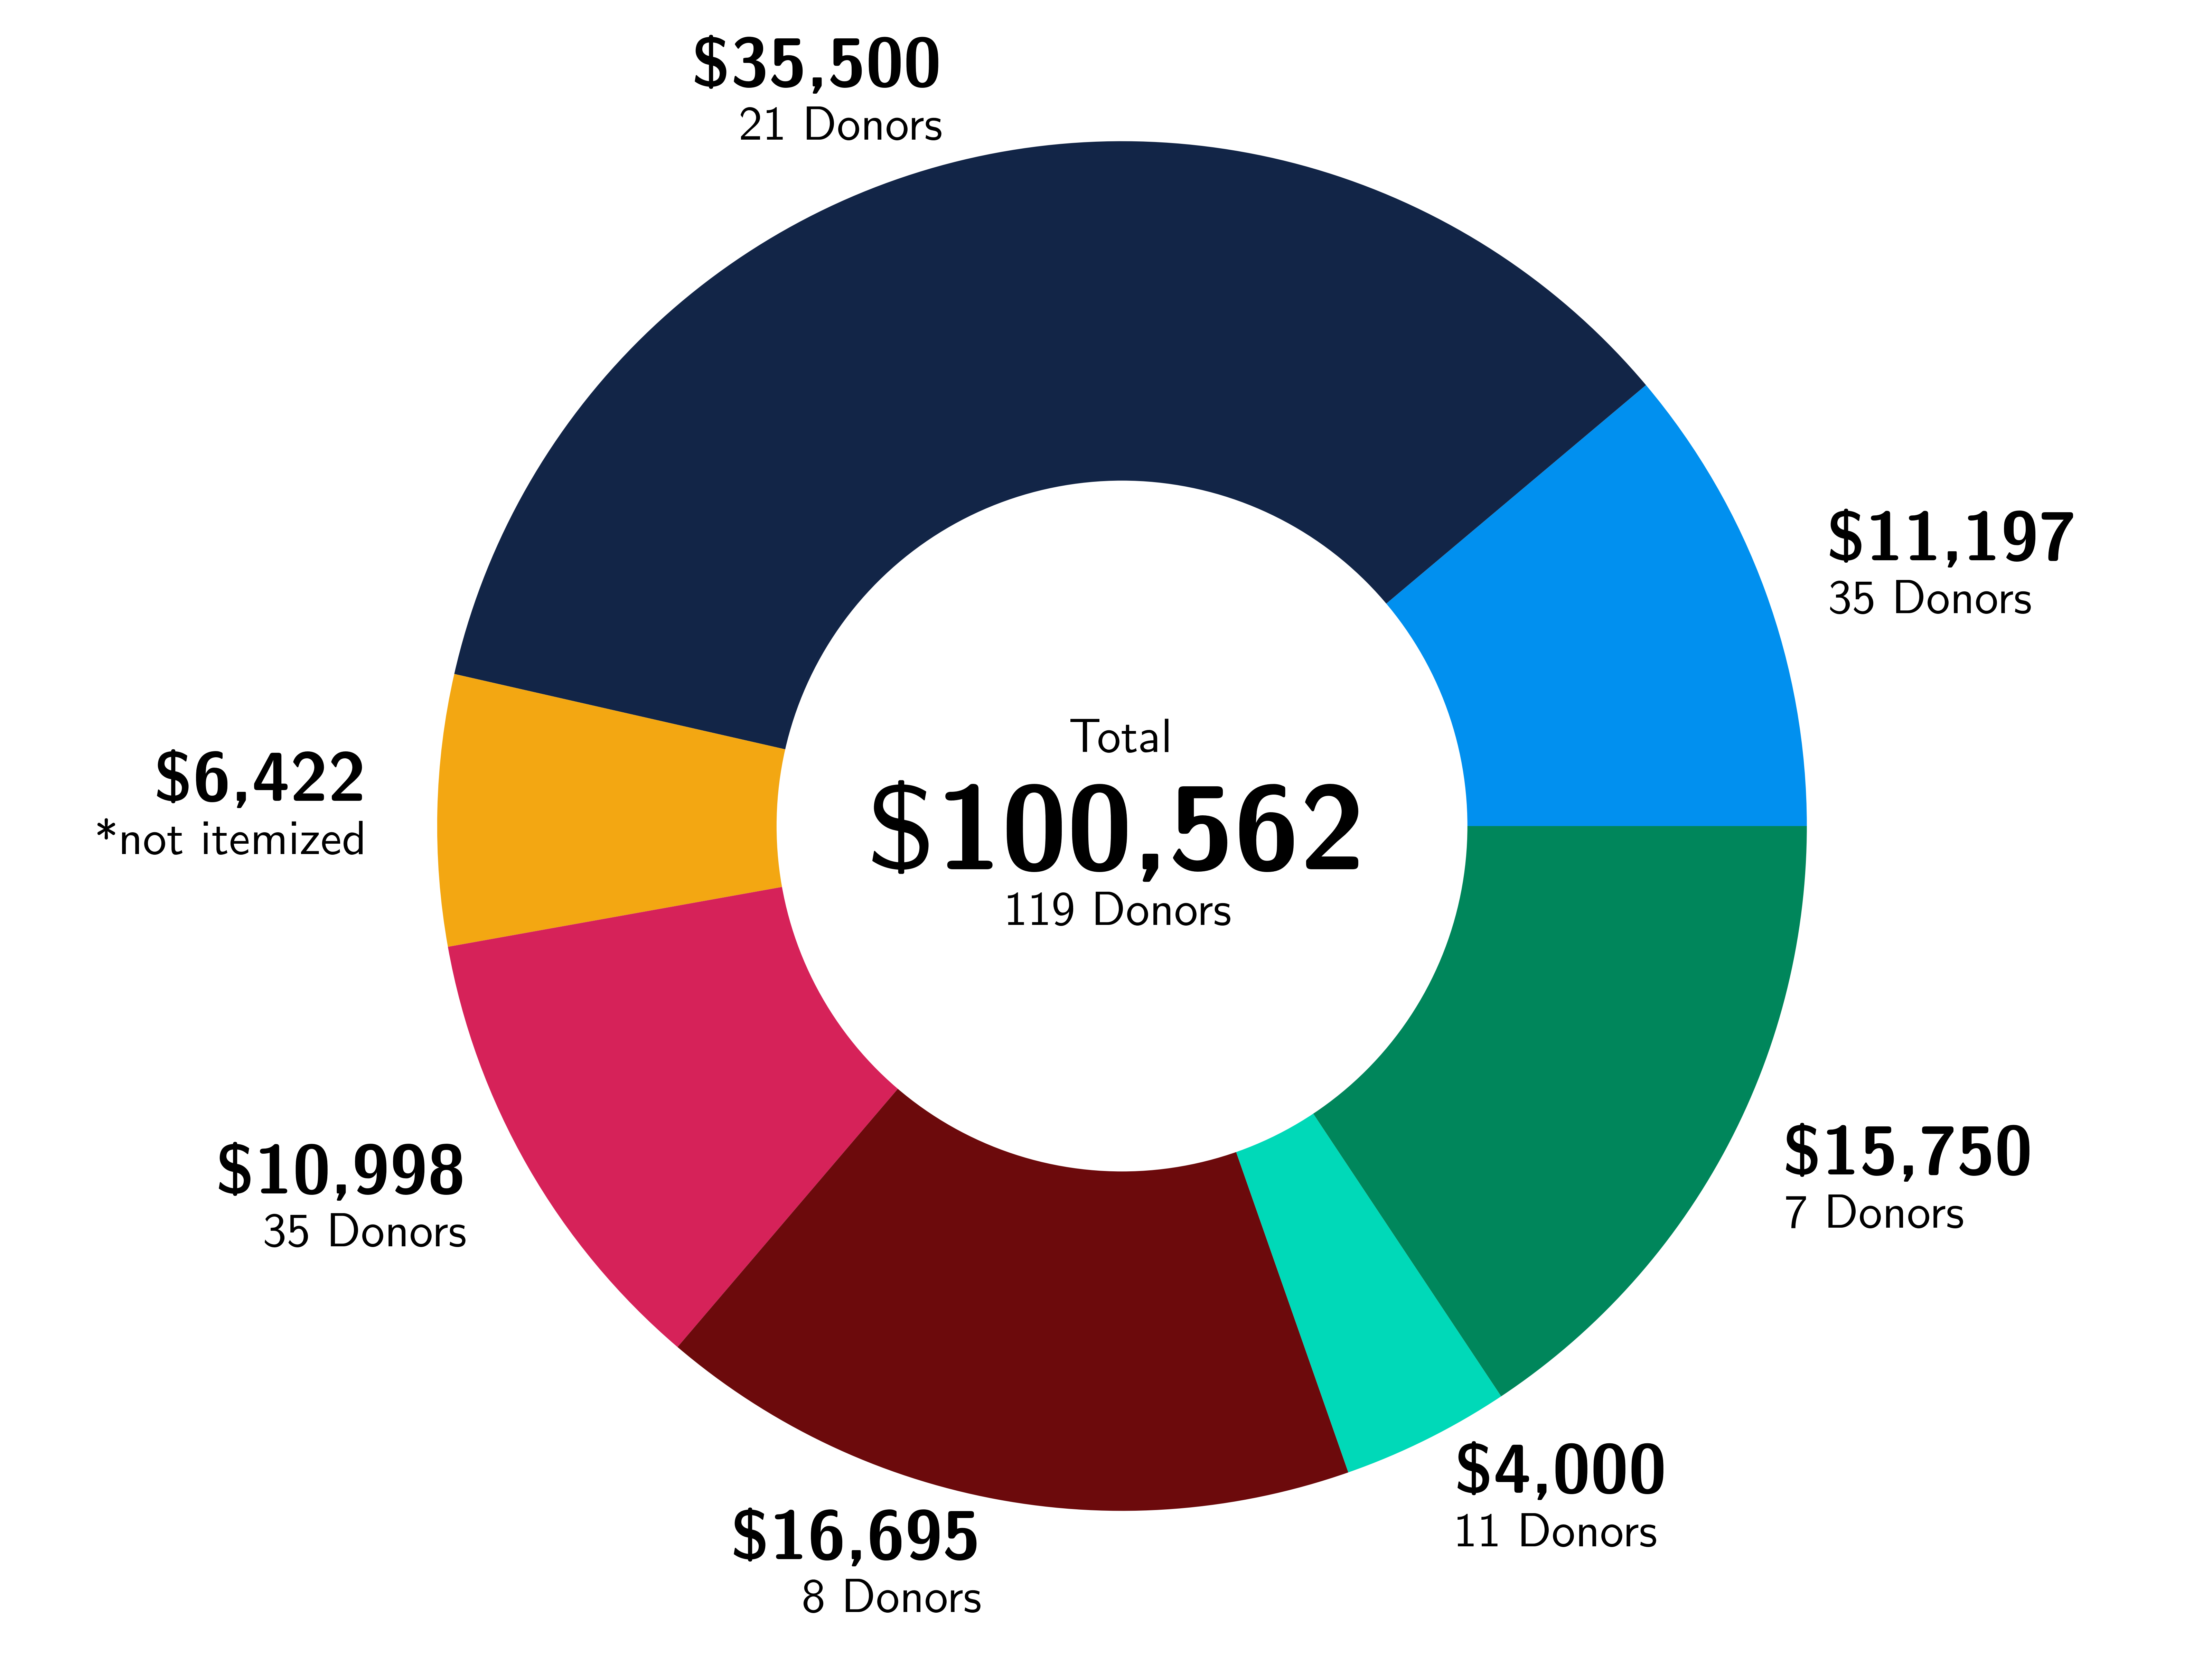 $35,500
21 Donors
$11,197
35 Donors
$6,422
*not itemized
Total
$100,562
119 Donors
$10,998
35 Donors
$15,750
7 Donors
$4,000
11 Donors
$16,695
8 Donors